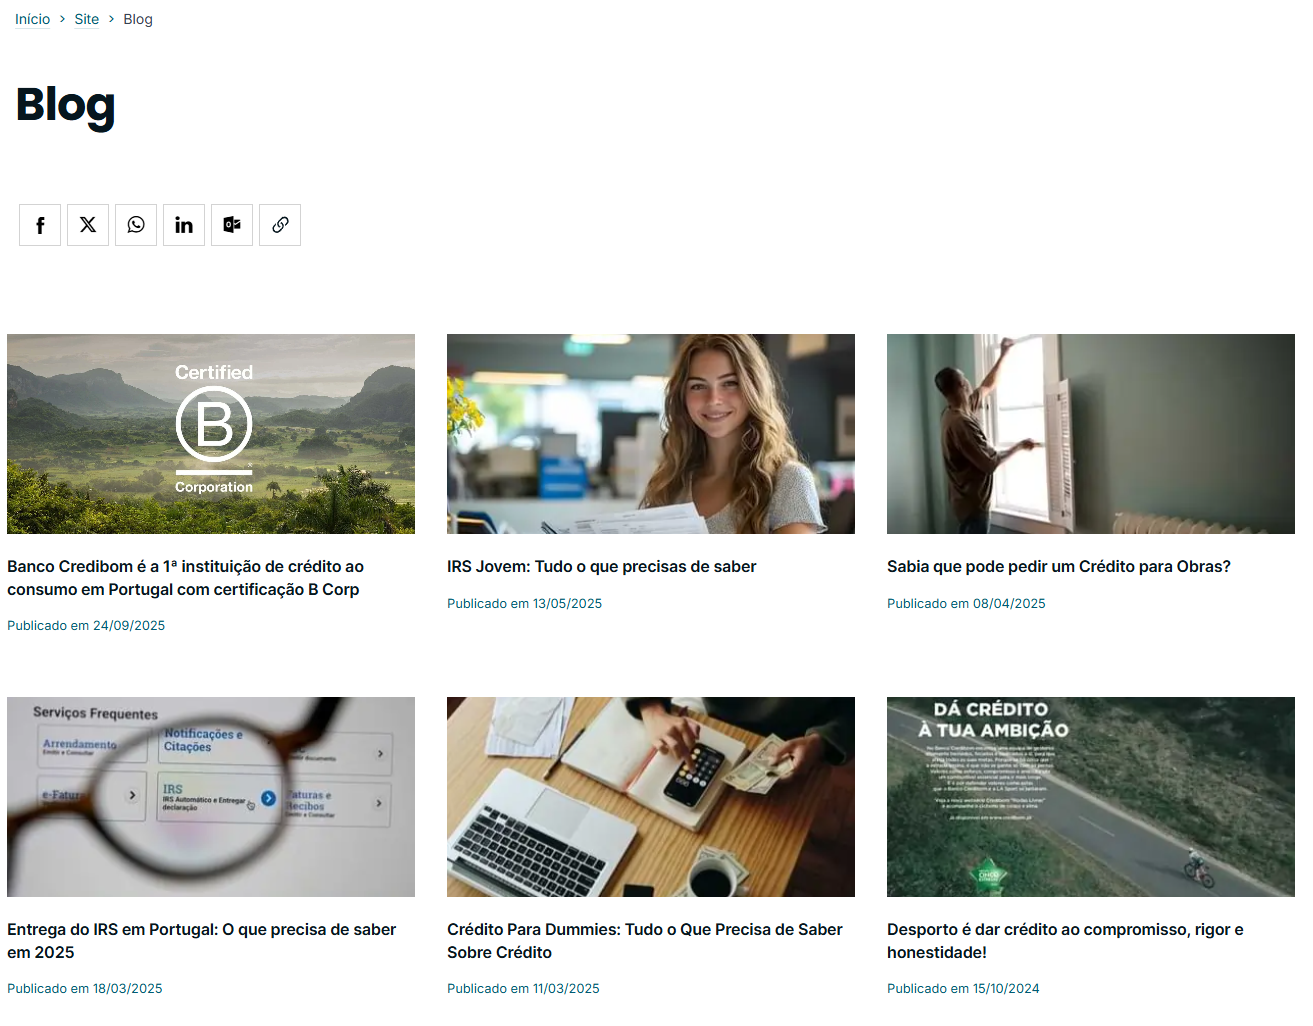 Início > Site > Blog
Blog
Certified
B
Corporation
Banco Credibom é a 1ª instituição de crédito ao
consumo em Portugal com certificação B Corp
Publicado em 24/09/2025
IRS Jovem: Tudo o que precisas de saber
Publicado em 13/05/2025
Sabia que pode pedir um Crédito para Obras?
Publicado em 08/04/2025
Serviços Frequentes
Arrendamento
Emitir e Consultar
Notificações e
Citações
e-Fatura
IRS
IRS Automático e Entregar
declaração
Faturas e
Recibos
Emitir e Consultar
Entrega do IRS em Portugal: O que precisa de saber
em 2025
Publicado em 18/03/2025
Crédito Para Dummies: Tudo o Que Precisa de Saber
Sobre Crédito
Publicado em 11/03/2025
DÁ CRÉDITO
À TUA AMBIÇÃO
Desporto é dar crédito ao compromisso, rigor e
honestidade!
Publicado em 15/10/2024